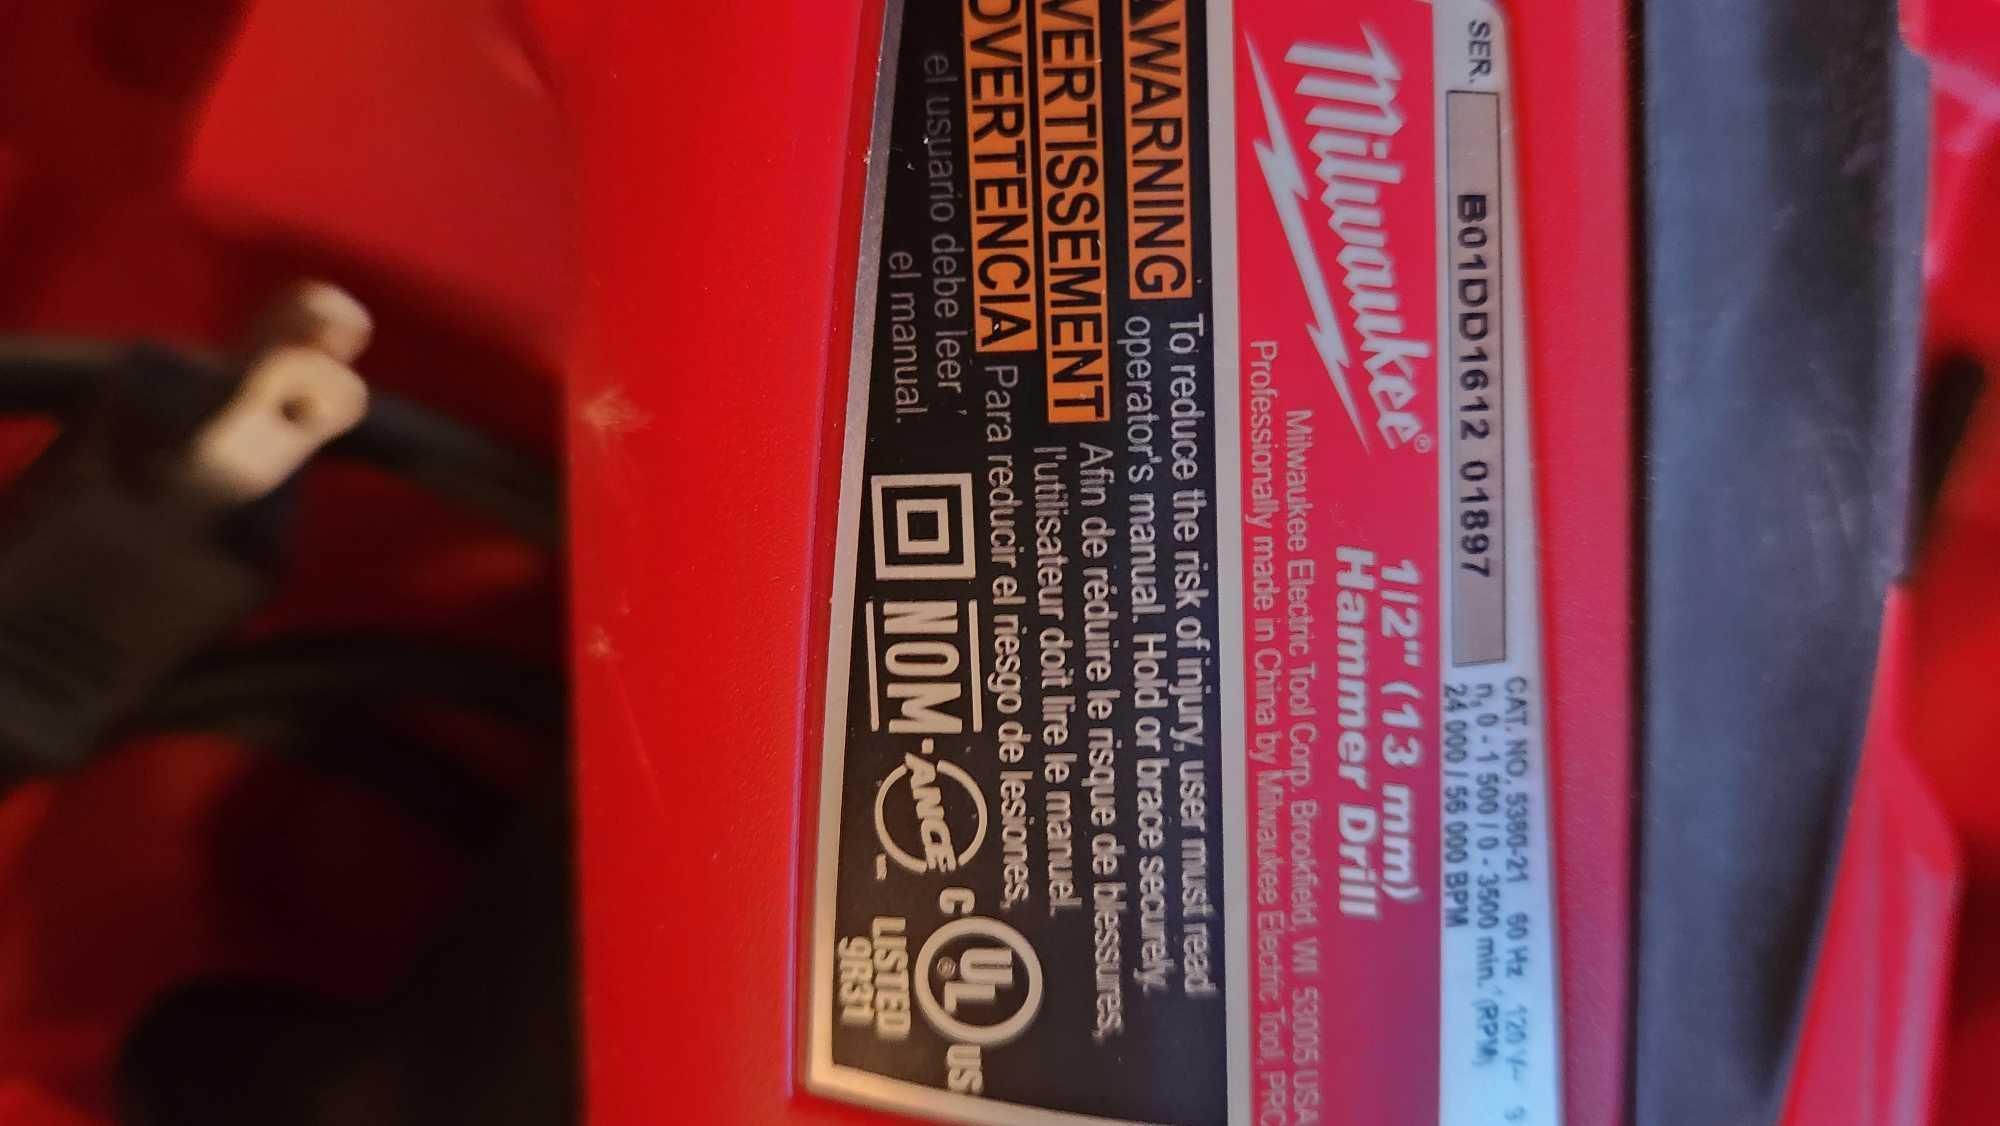 SER. B01DD1612 01897
CAT. NO. 5380-21 60 Hz 120 V~ 9
n₀ 0 - 1 500 / 0 - 3500 min.⁻¹ (RPM)
24 000 / 56 000 BPM
Milwaukee®
1/2" (13 mm)
Hammer Drill
Milwaukee Electric Tool Corp. Brookfield, WI 53005 USA
Professionally made in China by Milwaukee Electric Tool, PRC
WARNING To reduce the risk of injury, user must read
operator's manual. Hold or brace securely.
VERTISSEMENT Afin de réduire le risque de blessures,
l'utilisateur doit lire le manuel.
DVERTENCIA Para reducir el riesgo de lesiones,
el usuario debe leer
el manual.
NOM-ANCE
C UL® US
LISTED
9R31